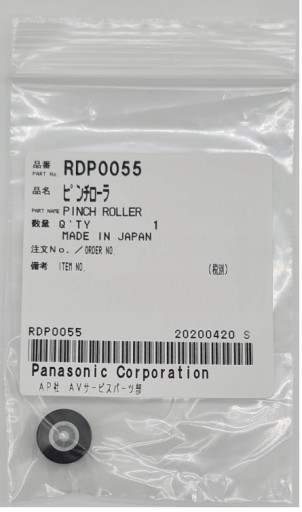 品番 RDP0055
PART No.
品名 ピンチローラ
PART NAME PINCH ROLLER
数量 Q'TY 1
MADE IN JAPAN
注文No./ORDER NO.
備考 ITEM NO. (税別)
RDP0055 20200420 S
Panasonic Corporation
AP社 AVサービスパーツ部